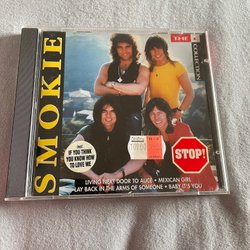 SMOKIE
THE
COLLECTION
incl.
IF YOU THINK
YOU KNOW HOW
TO LOVE ME
STOP!
LIVING NEXT DOOR TO ALICE • MEXICAN GIRL
LAY BACK IN THE ARMS OF SOMEONE • BABY IT'S YOU